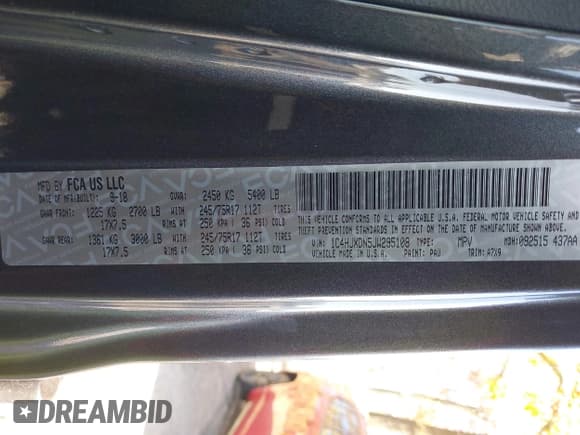 MFD BY FCA US LLC
DATE OF MFR/BUILT: 9-18 GVWR: 2450 KG 5400 LB
GAWR FRONT: 1225 KG 2700 LB WITH 245/75R17 112T TIRES
17X7.5 RIMS AT 250 KPA ( 36 PSI) COLD
GAWR REAR: 1361 KG 3000 LB WITH 245/75R17 112T TIRES
17X7.5 RIMS AT 250 KPA ( 36 PSI) COLD
THIS VEHICLE CONFORMS TO ALL APPLICABLE U.S.A. FEDERAL MOTOR VEHICLE SAFETY AND
THEFT PREVENTION STANDARDS IN EFFECT ON THE DATE OF MANUFACTURE SHOWN ABOVE.
VIN: 1C4HJXDN5JW285108 TYPE: MPV MDH: 092515 437AA
VEHICLE MADE IN U.S.A. PAINT: PAU TRIM: A7X9
DREAMBID